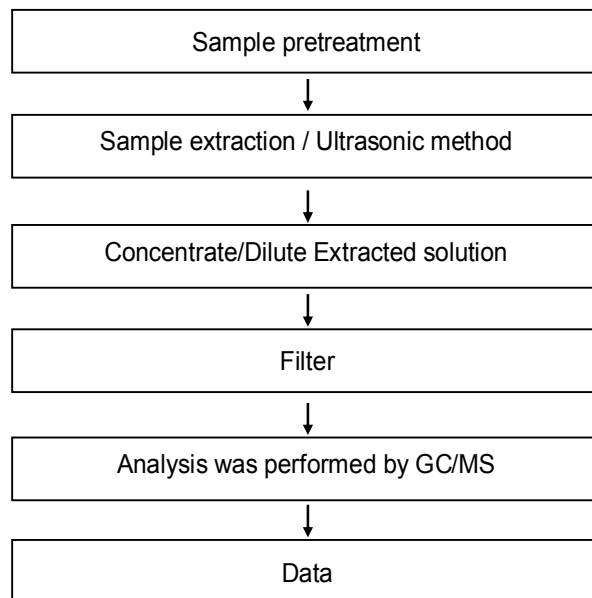 Sample pretreatment
Sample extraction / Ultrasonic method
Concentrate/Dilute Extracted solution
Filter
Analysis was performed by GC/MS
Data